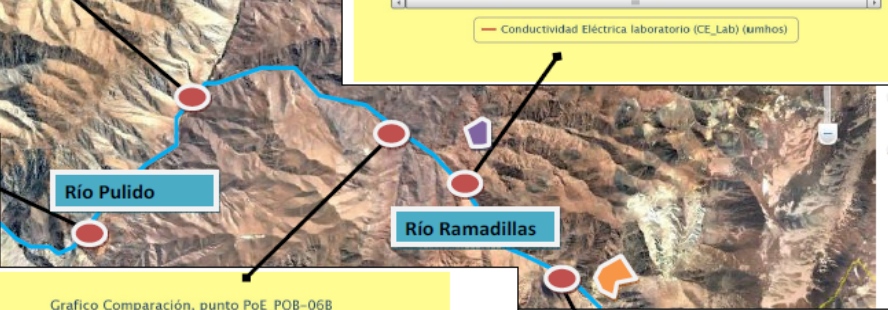 Conductividad Eléctrica laboratorio (CE_Lab) (umhos)
Río Pulido
Río Ramadillas
Grafico Comparación, punto PoE_POB-06B